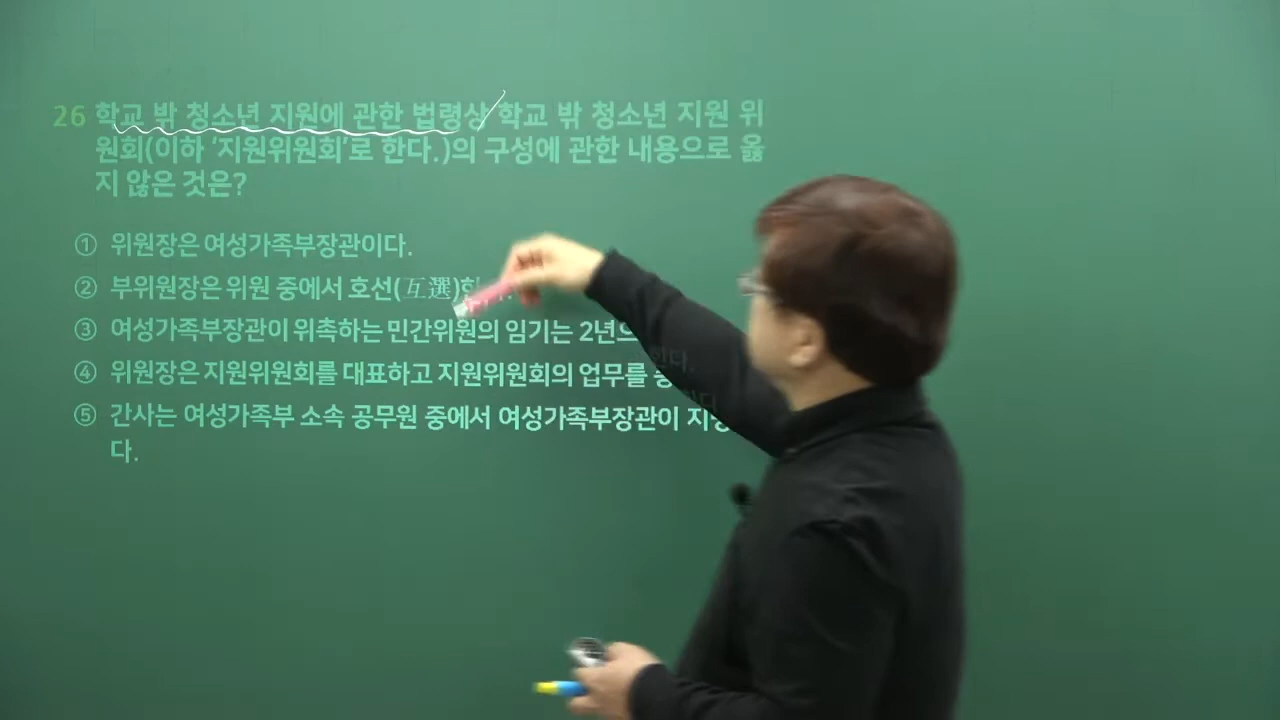 26 학교 밖 청소년 지원에 관한 법령상 학교 밖 청소년 지원 위
원회(이하 '지원위원회'로 한다.)의 구성에 관한 내용으로 옳
지 않은 것은?
① 위원장은 여성가족부장관이다.
② 부위원장은 위원 중에서 호선(互選)한
③ 여성가족부장관이 위촉하는 민간위원의 임기는 2년으 한다.
④ 위원장은 지원위원회를 대표하고 지원위원회의 업무를 한다.
⑤ 간사는 여성가족부 소속 공무원 중에서 여성가족부장관이
다.